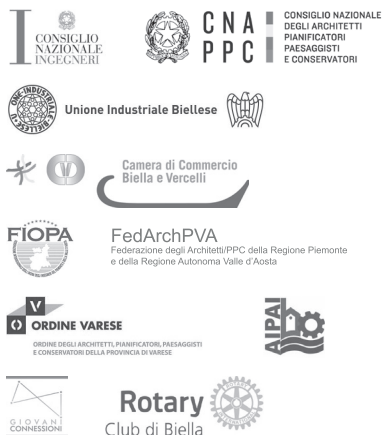 CONSIGLIO
NAZIONALE
INGEGNERI
CNA
PPC
CONSIGLIO NAZIONALE
DEGLI ARCHITETTI
PIANIFICATORI
PAESAGGISTI
E CONSERVATORI
Unione Industriale Biellese
Camera di Commercio
Biella e Vercelli
FIOPA
FedArchPVA
Federazione degli Architetti/PPC della Regione Piemonte
e della Regione Autonoma Valle d'Aosta
V
O
ORDINE VARESE
ORDINE DEGLI ARCHITETTI, PIANIFICATORI, PAESAGGISTI
E CONSERVATORI DELLA PROVINCIA DI VARESE
AIPAI
GIOVANI
CONNESSIONI
Rotary
Club di Biella